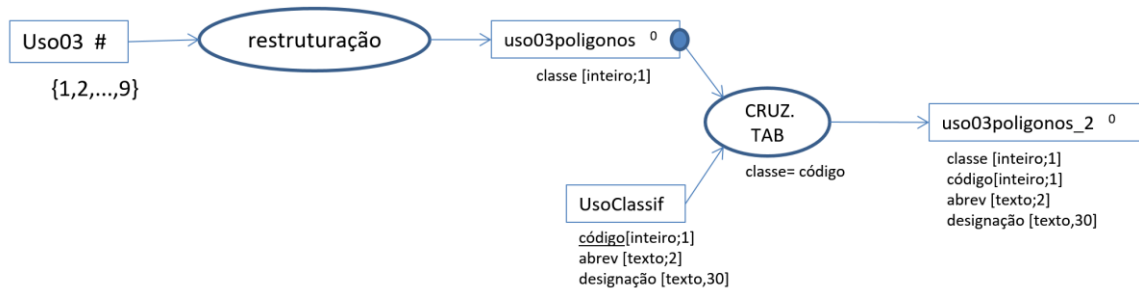 Uso03 #
{1,2,...,9}
restruturação
uso03poligonos 0
classe [inteiro;1]
CRUZ.
TAB
classe= código
UsoClassif
código[inteiro;1]
abrev [texto;2]
designação [texto,30]
uso03poligonos_2 0
classe [inteiro;1]
código[inteiro;1]
abrev [texto;2]
designação [texto,30]